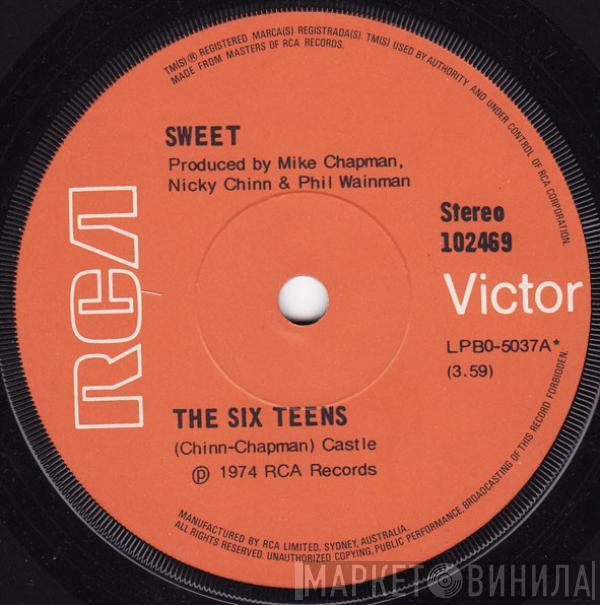 TM(S) ® REGISTERED MARCA(S) REGISTRADA(S). TM(S) USED BY AUTHORITY AND UNDER CONTROL OF RCA CORPORATION.
MADE FROM MASTERS OF RCA RECORDS.
SWEET
Produced by Mike Chapman,
Nicky Chinn & Phil Wainman
RCA
Stereo
102469
Victor
LPB0-5037A*
(3.59)
THE SIX TEENS
(Chinn-Chapman) Castle
℗ 1974 RCA Records
MANUFACTURED BY RCA LIMITED, SYDNEY, AUSTRALIA.
ALL RIGHTS RESERVED. UNAUTHORIZED COPYING, PUBLIC PERFORMANCE, BROADCASTING OF THIS RECORD FORBIDDEN.
МАРКЕТ ВИНИЛА